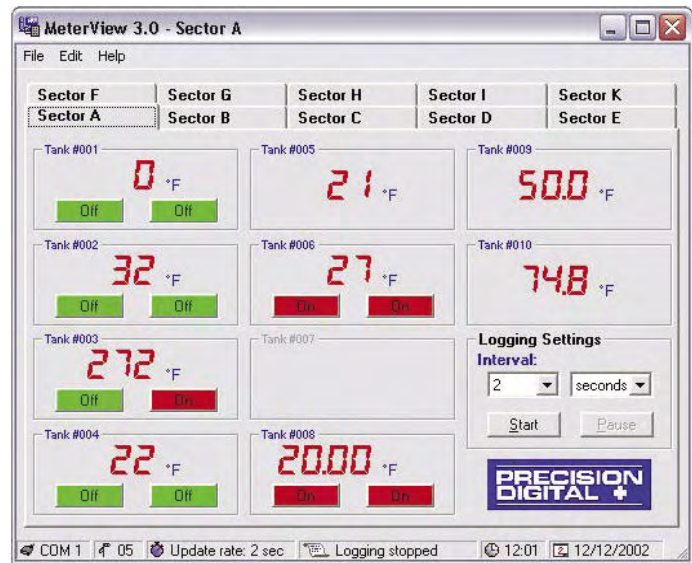 MeterView 3.0 - Sector A
File Edit Help
Sector F Sector G Sector H Sector I Sector K
Sector A Sector B Sector C Sector D Sector E
Tank #001
0 °F
Off Off
Tank #002
32 °F
Off Off
Tank #003
272 °F
Off On
Tank #004
22 °F
Off Off
Tank #005
21 °F
Tank #006
27 °F
On On
Tank #007
Tank #008
20.00 °F
On On
Tank #009
50.0 °F
Tank #010
74.8 °F
Logging Settings
Interval:
2 seconds
Start Pause
PRECISION
DIGITAL
COM 1 05 Update rate: 2 sec Logging stopped 12:01 12/12/2002